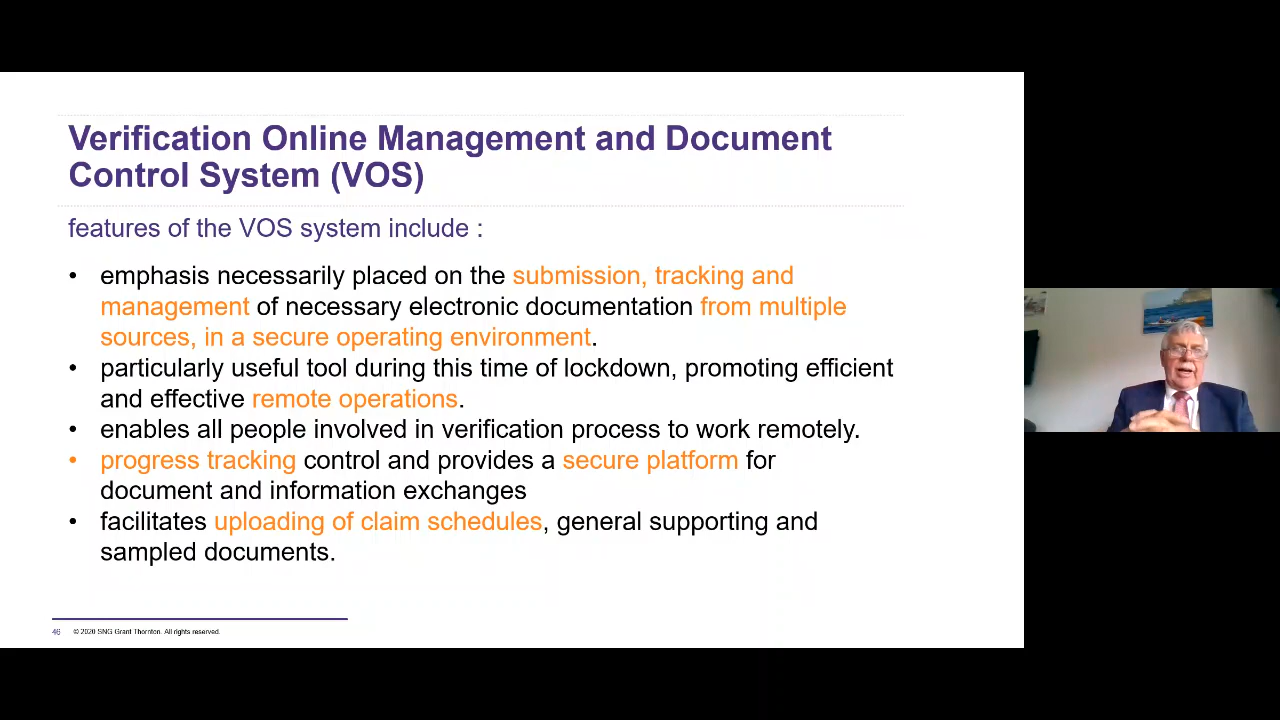 Verification Online Management and Document
Control System (VOS)
features of the VOS system include :
• emphasis necessarily placed on the submission, tracking and
management of necessary electronic documentation from multiple
sources, in a secure operating environment.
• particularly useful tool during this time of lockdown, promoting efficient
and effective remote operations.
• enables all people involved in verification process to work remotely.
• progress tracking control and provides a secure platform for
document and information exchanges
• facilitates uploading of claim schedules, general supporting and
sampled documents.
46 © 2020 SNG Grant Thornton. All rights reserved.